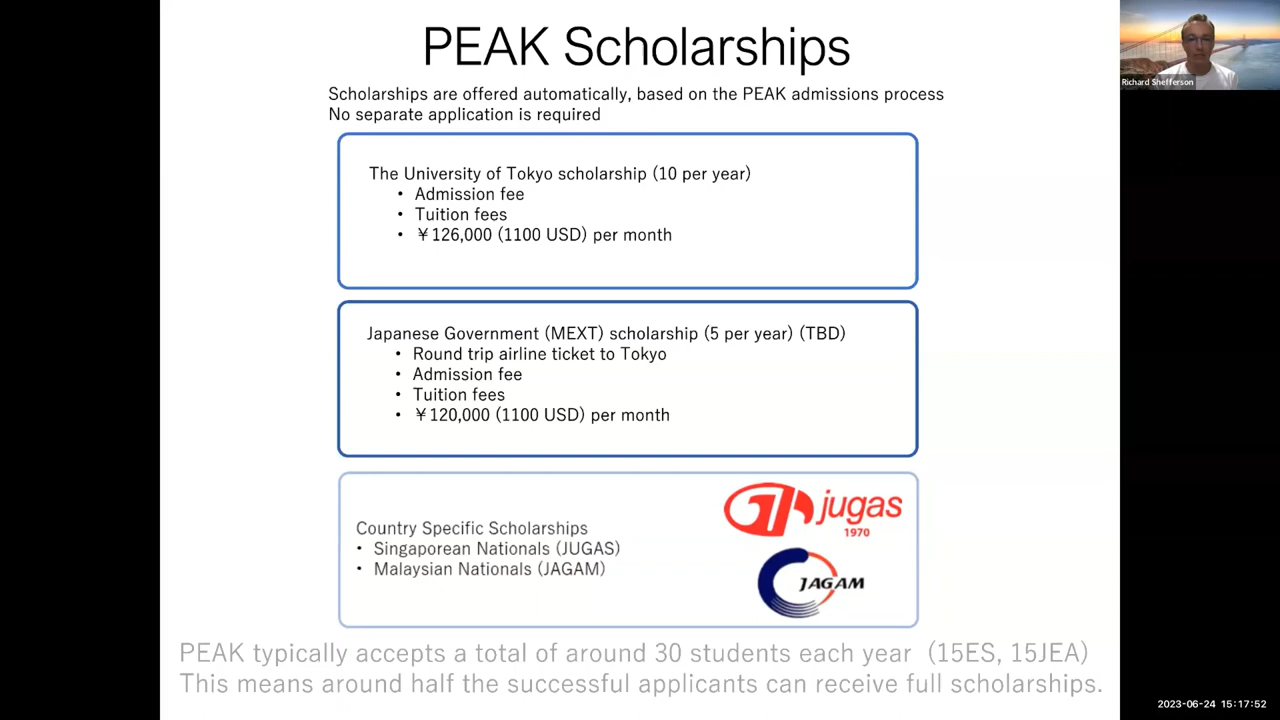 PEAK Scholarships
Richard Shefferson
Scholarships are offered automatically, based on the PEAK admissions process
No separate application is required
The University of Tokyo scholarship (10 per year)
• Admission fee
• Tuition fees
• ¥126,000 (1100 USD) per month
Japanese Government (MEXT) scholarship (5 per year) (TBD)
• Round trip airline ticket to Tokyo
• Admission fee
• Tuition fees
• ¥120,000 (1100 USD) per month
jugas
1970
Country Specific Scholarships
• Singaporean Nationals (JUGAS)
• Malaysian Nationals (JAGAM)
JAGAM
PEAK typically accepts a total of around 30 students each year (15ES, 15JEA)
This means around half the successful applicants can receive full scholarships.
2023-06-24 15:17:52